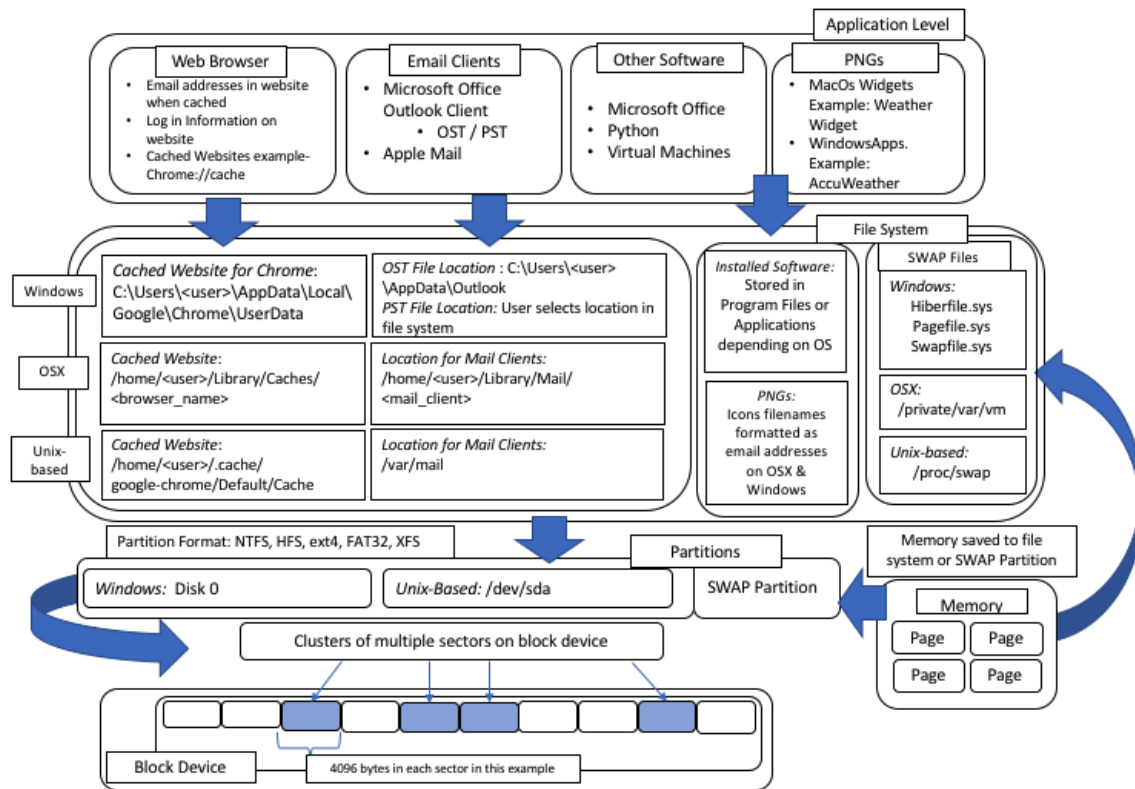 Application Level
Web Browser
• Email addresses in website
when cached
• Log in Information on
website
• Cached Websites example-
Chrome://cache
Email Clients
• Microsoft Office
Outlook Client
• OST / PST
• Apple Mail
Other Software
• Microsoft Office
• Python
• Virtual Machines
PNGs
• MacOs Widgets
Example: Weather
Widget
• WindowsApps.
Example:
AccuWeather
File System
Windows
Cached Website for Chrome:
C:\Users\<user>\AppData\Local\
Google\Chrome\UserData
OST File Location : C:\Users\<user>
\AppData\Outlook
PST File Location: User selects location in
file system
OSX
Cached Website:
/home/<user>/Library/Caches/
<browser_name>
Location for Mail Clients:
/home/<user>/Library/Mail/
<mail_client>
Unix-
based
Cached Website:
/home/<user>/.cache/
google-chrome/Default/Cache
Location for Mail Clients:
/var/mail
Installed Software:
Stored in
Program Files or
Applications
depending on OS
PNGs:
Icons filenames
formatted as
email addresses
on OSX &
Windows
SWAP Files
Windows:
Hiberfile.sys
Pagefile.sys
Swapfile.sys
OSX:
/private/var/vm
Unix-based:
/proc/swap
Partition Format: NTFS, HFS, ext4, FAT32, XFS
Partitions
Windows: Disk 0
Unix-Based: /dev/sda
SWAP Partition
Memory saved to file
system or SWAP Partition
Memory
Page
Page
Page
Page
Clusters of multiple sectors on block device
Block Device
4096 bytes in each sector in this example